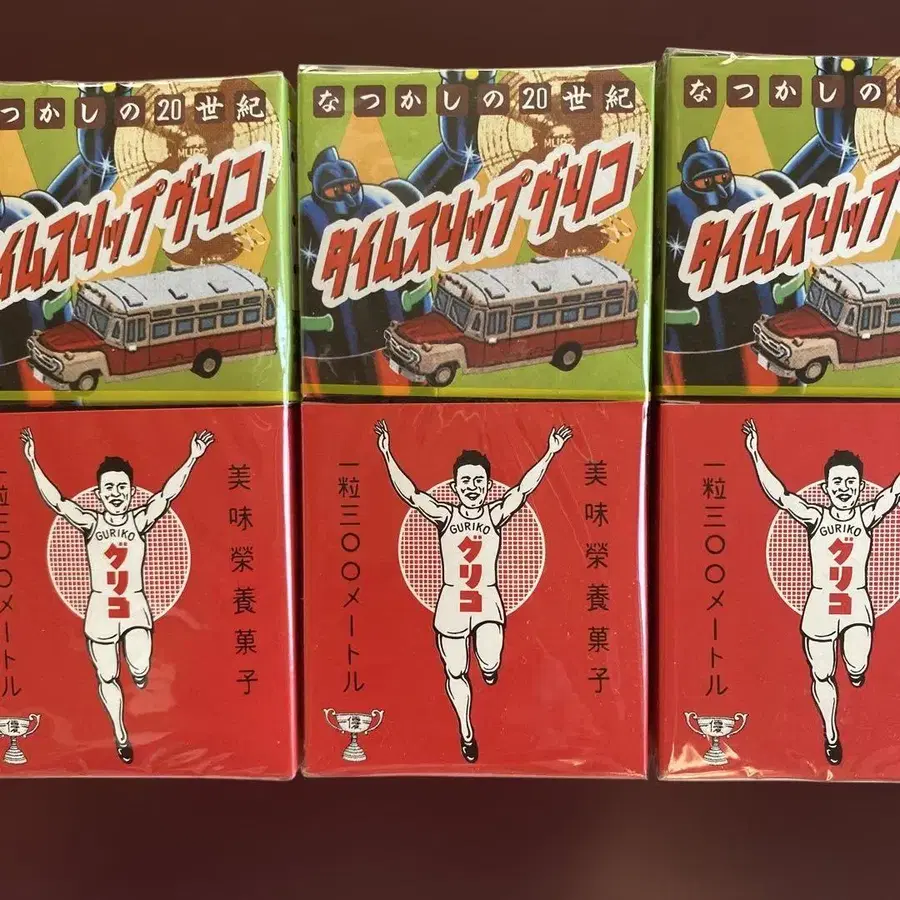 つかしの20世紀
イムスリップグリコ
なつかしの20世紀
タイムスリップグリコ
なつかしの
タイムスリップ
一粒三〇〇メートル
GURIKO
グリコ
美味榮養菓子
優
一粒三〇〇メートル
GURIKO
グリコ
美味榮養菓子
優
一粒三〇〇メートル
GURIKO
グリコ
優